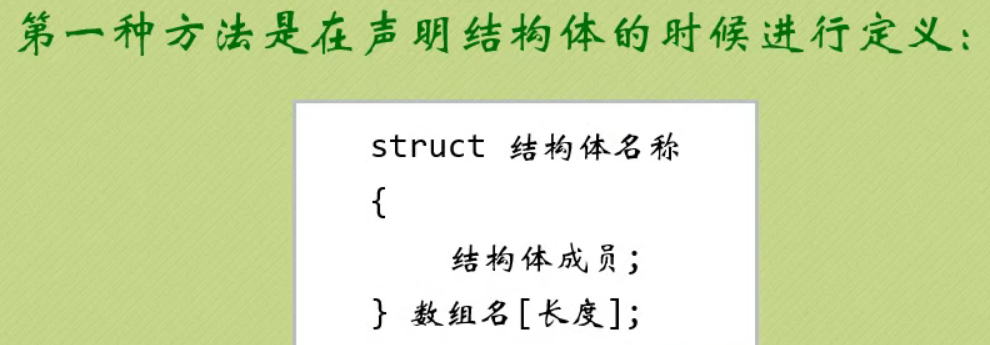 第一种方法是在声明结构体的时候进行定义：
struct 结构体名称
{
结构体成员;
} 数组名[长度];